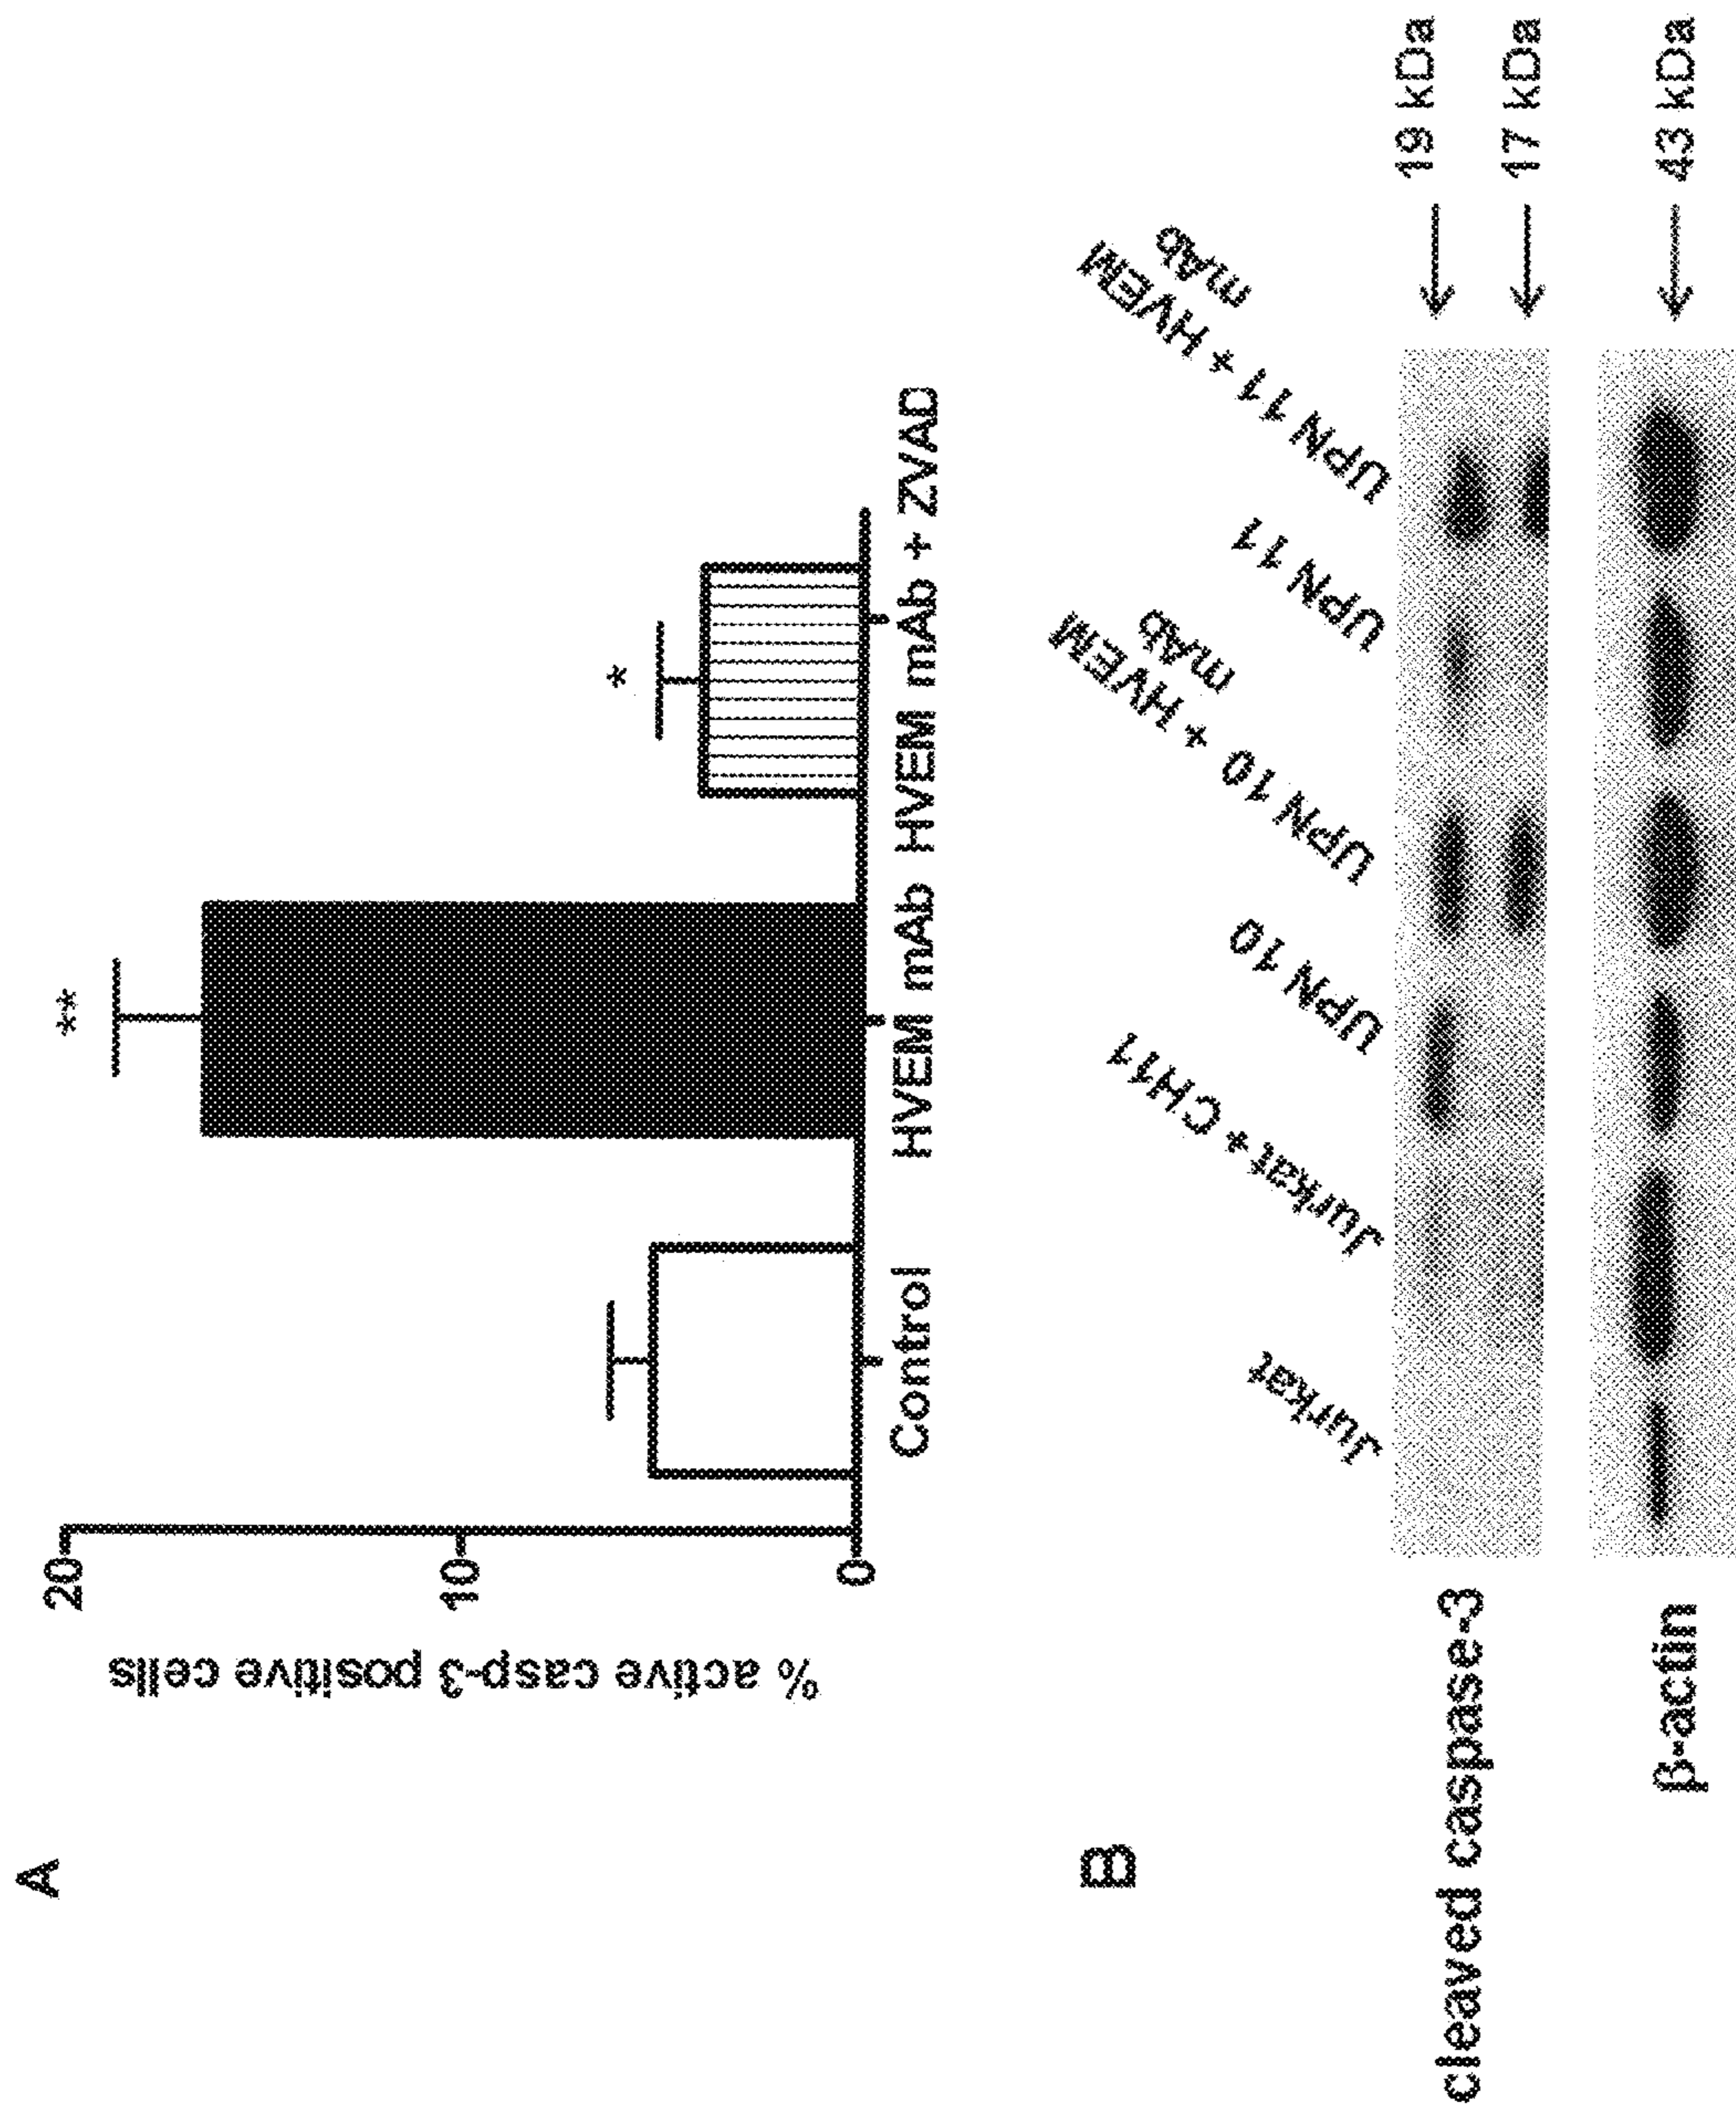 A
% active casp-3 positive cells
20
10
0
**
*
Control
HVEM mAb
HVEM mAb + ZVAD
B
Jurkat
Jurkat + CH11
UPN 10
UPN 10 + HVEM
mAb
UPN 11
UPN 11 + HVEM
mAb
cleaved caspase-3
19 kDa
17 kDa
β-actin
43 kDa